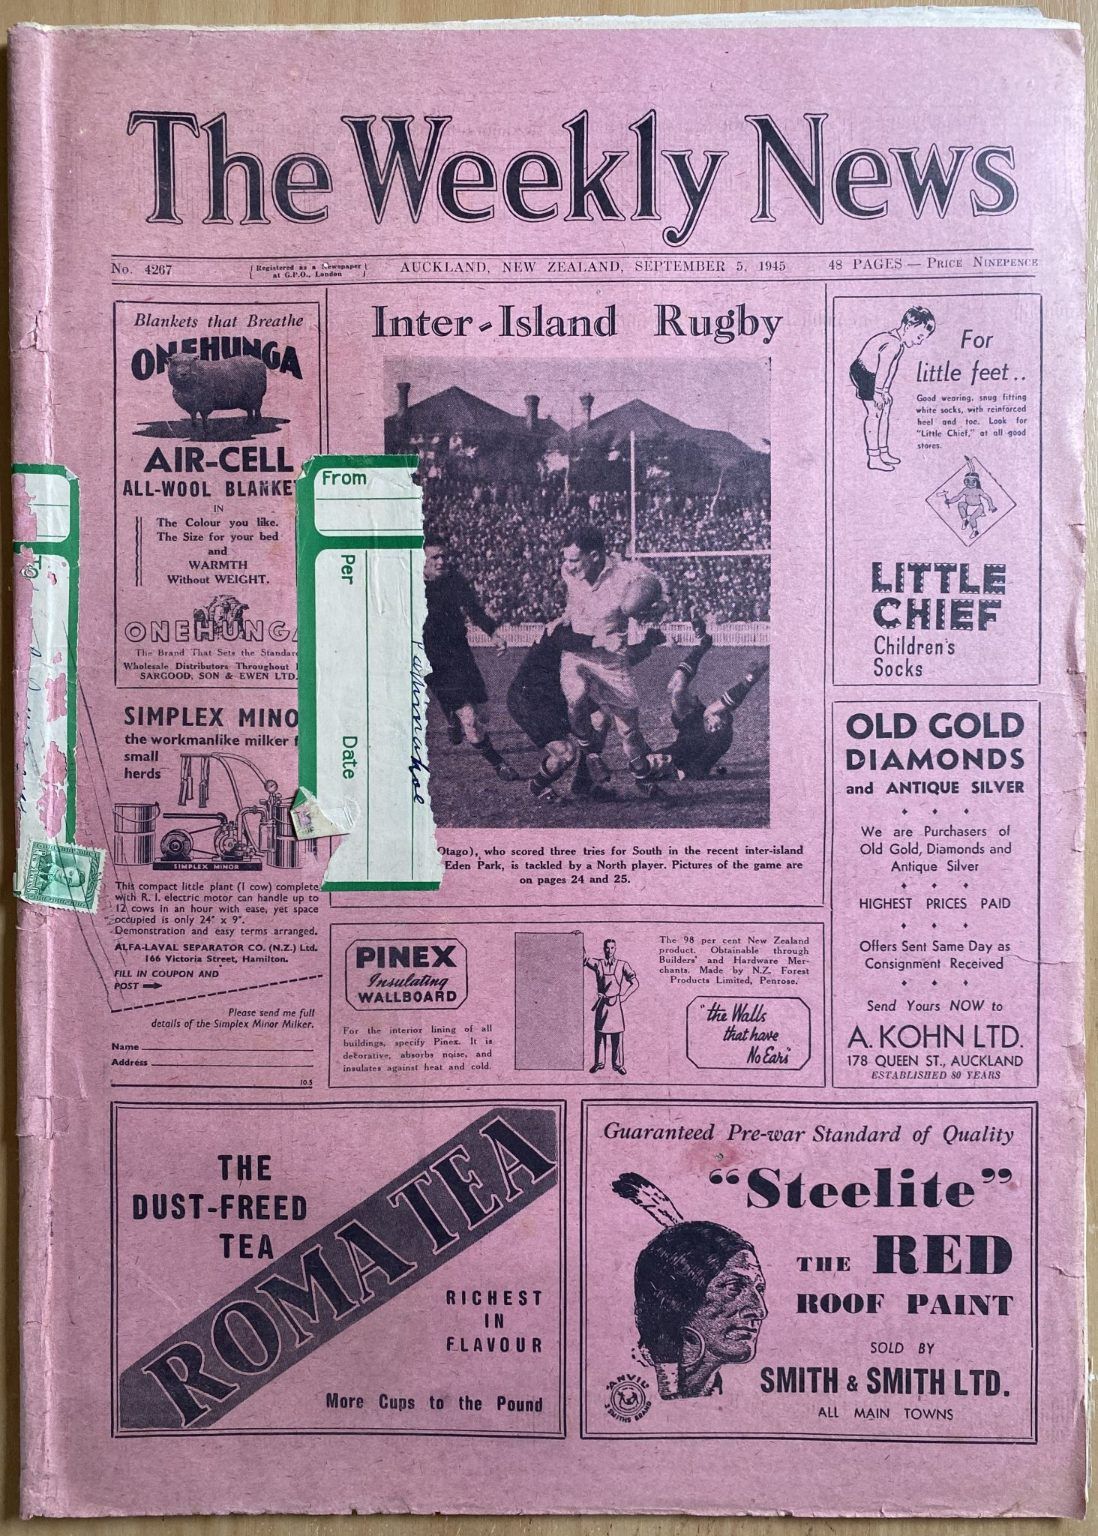 The Weekly News
No. 4267
Registered as a Newspaper
at G.P.O., London
AUCKLAND, NEW ZEALAND, SEPTEMBER 5, 1945
48 PAGES — PRICE NINEPENCE
Blankets that Breathe
ONEHUNGA
AIR-CELL
ALL-WOOL BLANKE
IN
The Colour you like.
The Size for your bed
and
WARMTH
Without WEIGHT.
ONEHUNGA
The Brand That Sets the Standard
Wholesale Distributors Throughout
SARGOOD, SON & EWEN LTD.
SIMPLEX MINO
the workmanlike milker f
small
herds
SIMPLEX MINOR
This compact little plant (1 cow) complete
with R. I. electric motor can handle up to
12 cows in an hour with ease, yet space
occupied is only 24" x 9".
Demonstration and easy terms arranged.
ALFA-LAVAL SEPARATOR CO. (N.Z.) Ltd.
166 Victoria Street, Hamilton.
FILL IN COUPON AND
POST
Please send me full
details of the Simplex Minor Milker.
Name
Address
10.5
To
From
Per
Date
Inter-Island Rugby
Otago), who scored three tries for South in the recent inter-island
Eden Park, is tackled by a North player. Pictures of the game are
on pages 24 and 25.
PINEX
Insulating
WALLBOARD
For the interior lining of all
buildings, specify Pinex. It is
decorative, absorbs noise, and
insulates against heat and cold.
The 98 per cent New Zealand
product. Obtainable through
Builders' and Hardware Mer-
chants. Made by N.Z. Forest
Products Limited, Penrose.
"the Walls
that have
No Ears"
For
little feet..
Good wearing, snug fitting
white socks, with reinforced
heel and toe. Look for
"Little Chief," at all good
stores.
LITTLE
CHIEF
Children's
Socks
OLD GOLD
DIAMONDS
and ANTIQUE SILVER
We are Purchasers of
Old Gold, Diamonds and
Antique Silver
HIGHEST PRICES PAID
Offers Sent Same Day as
Consignment Received
Send Yours NOW to
A. KOHN LTD.
178 QUEEN ST., AUCKLAND
ESTABLISHED 80 YEARS
THE
DUST-FREED
TEA
ROMA TEA
RICHEST
IN
FLAVOUR
More Cups to the Pound
Guaranteed Pre-war Standard of Quality
"Steelite"
THE RED
ROOF PAINT
SOLD BY
SMITH & SMITH LTD.
ALL MAIN TOWNS
ANVIL
3 SMITHS BRAND